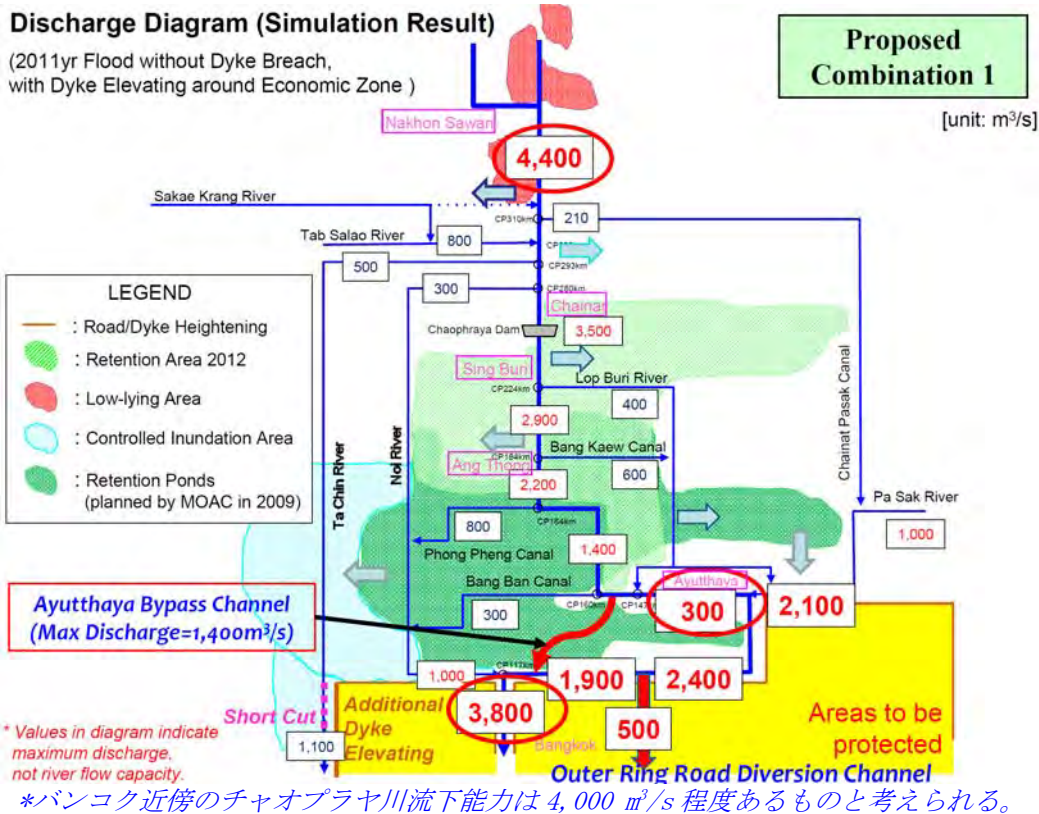 Discharge Diagram (Simulation Result)
(2011yr Flood without Dyke Breach,
with Dyke Elevating around Economic Zone )
Proposed
Combination 1
[unit: m³/s]
Nakhon Sawan
4,400
Sakae Krang River
CP310km
210
Tab Salao River
800
500
CP293km
300
CP280km
Chainat
Chaophraya Dam
3,500
LEGEND
: Road/Dyke Heightening
: Retention Area 2012
: Low-lying Area
: Controlled Inundation Area
: Retention Ponds
(planned by MOAC in 2009)
Ta Chin River
Noi River
Chainat Pasak Canal
Sing Buri
Lop Buri River
CP224km
400
2,900
Bang Kaew Canal
Ang Thong
600
2,200
Pa Sak River
CP164km
1,000
800
1,400
Phong Pheng Canal
Bang Ban Canal
Ayutthaya
300
CP160km
300
2,100
Ayutthaya Bypass Channel
(Max Discharge=1,400m³/s)
1,000
1,900
2,400
Short Cut
Additional
Dyke
Elevating
3,800
500
Bangkok
Areas to be
protected
1,100
* Values in diagram indicate
maximum discharge,
not river flow capacity.
Outer Ring Road Diversion Channel
*バンコク近傍のチャオプラヤ川流下能力は 4,000 m³/s 程度あるものと考えられる。